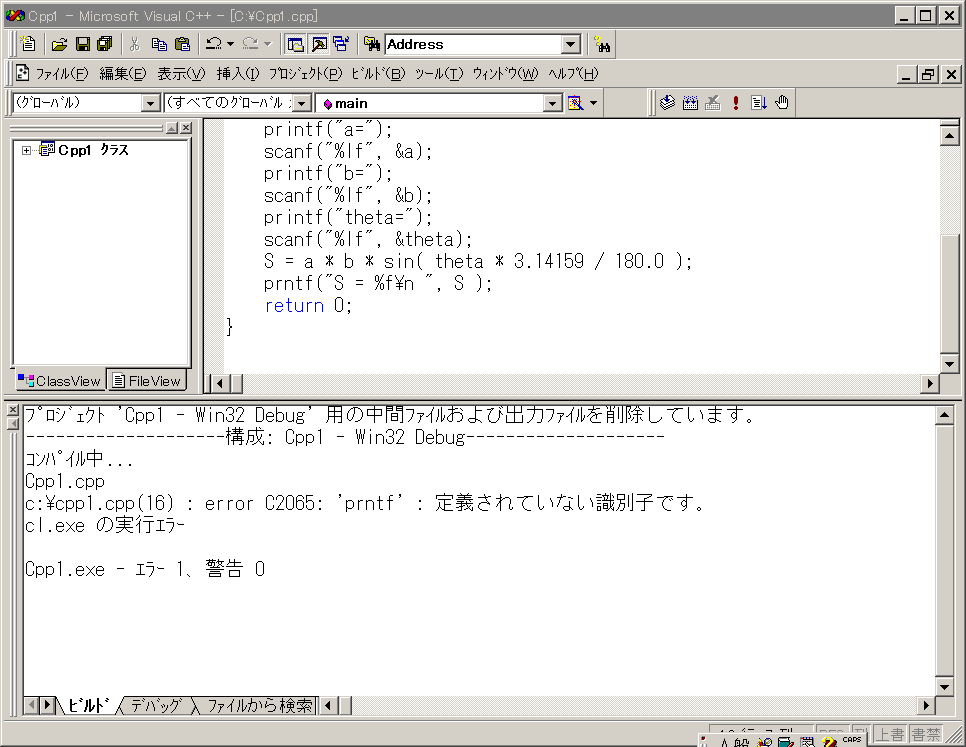 Cpp1 - Microsoft Visual C++ - [C:¥Cpp1.cpp]
Address
ﾌｧｲﾙ(F) 編集(E) 表示(V) 挿入(I) ﾌﾟﾛｼﾞｪｸﾄ(P) ﾋﾞﾙﾄﾞ(B) ﾂｰﾙ(T) ｳｨﾝﾄﾞｳ(W) ﾍﾙﾌﾟ(H)
(ｸﾞﾛｰﾊﾞﾙ) (すべてのｸﾞﾛｰﾊﾞﾙ main
Cpp1 ｸﾗｽ
ClassView FileView
printf("a=");
scanf("%lf", &a);
printf("b=");
scanf("%lf", &b);
printf("theta=");
scanf("%lf", &theta);
S = a * b * sin( theta * 3.14159 / 180.0 );
prntf("S = %f¥n ", S );
return 0;
}
ﾌﾟﾛｼﾞｪｸﾄ 'Cpp1 - Win32 Debug' 用の中間ﾌｧｲﾙおよび出力ﾌｧｲﾙを削除しています。
--------------------構成: Cpp1 - Win32 Debug--------------------
ｺﾝﾊﾟｲﾙ中...
Cpp1.cpp
c:¥cpp1.cpp(16) : error C2065: 'prntf' : 定義されていない識別子です。
cl.exe の実行ｴﾗｰ
Cpp1.exe - ｴﾗｰ 1、警告 0
ﾋﾞﾙﾄﾞ ﾃﾞﾊﾞｯｸﾞ ﾌｧｲﾙから検索
上書 書禁
A 般 CAPS